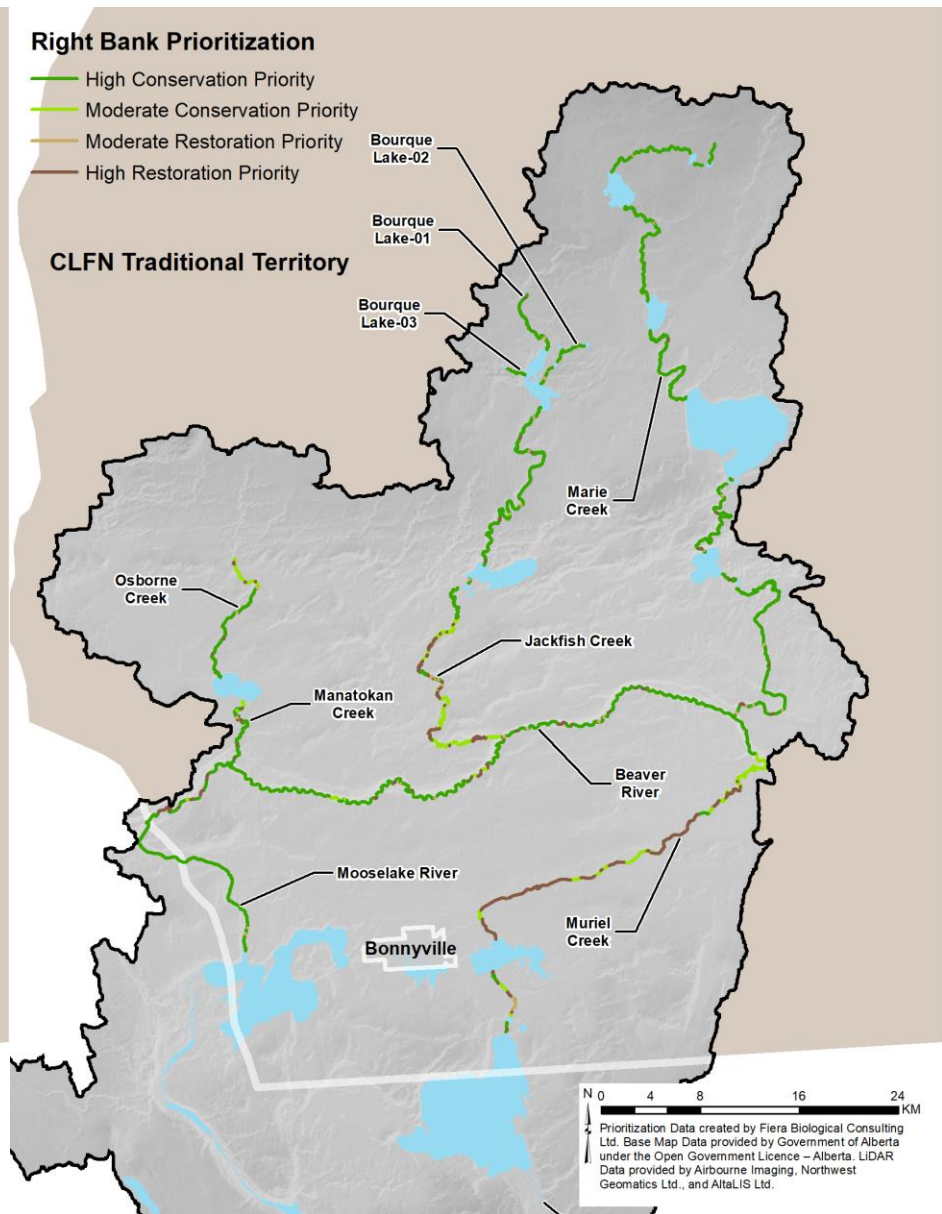 Right Bank Prioritization
High Conservation Priority
Moderate Conservation Priority
Moderate Restoration Priority
High Restoration Priority
CLFN Traditional Territory
Bourque
Lake-02
Bourque
Lake-01
Bourque
Lake-03
Marie
Creek
Osborne
Creek
Jackfish Creek
Manatokan
Creek
Beaver
River
Mooselake River
Muriel
Creek
Bonnyville
N
0 4 8 16 24
KM
Prioritization Data created by Fiera Biological Consulting
Ltd. Base Map Data provided by Government of Alberta
under the Open Government Licence – Alberta. LiDAR
Data provided by Airbourne Imaging, Northwest
Geomatics Ltd., and AltaLIS Ltd.